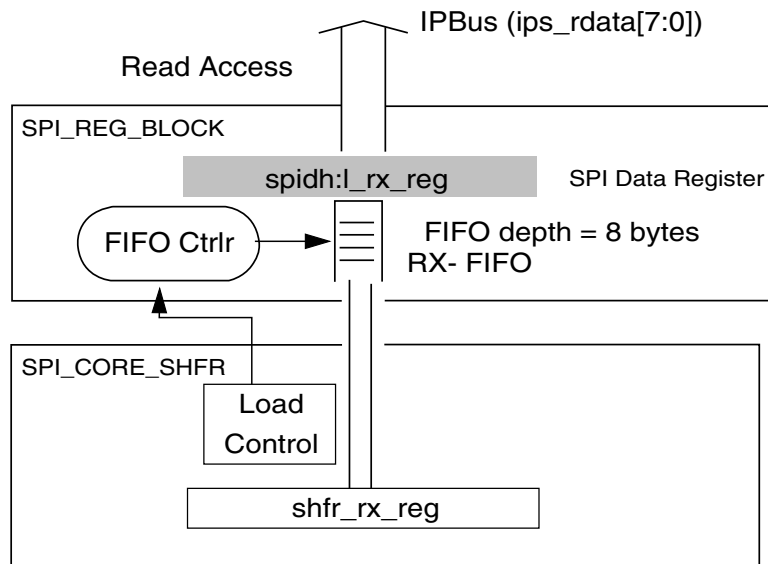 IPBus (ips_rdata[7:0])
Read Access
SPI_REG_BLOCK
spidh:l_rx_reg
SPI Data Register
FIFO Ctrlr
FIFO depth = 8 bytes
RX- FIFO
SPI_CORE_SHFR
Load
Control
shfr_rx_reg